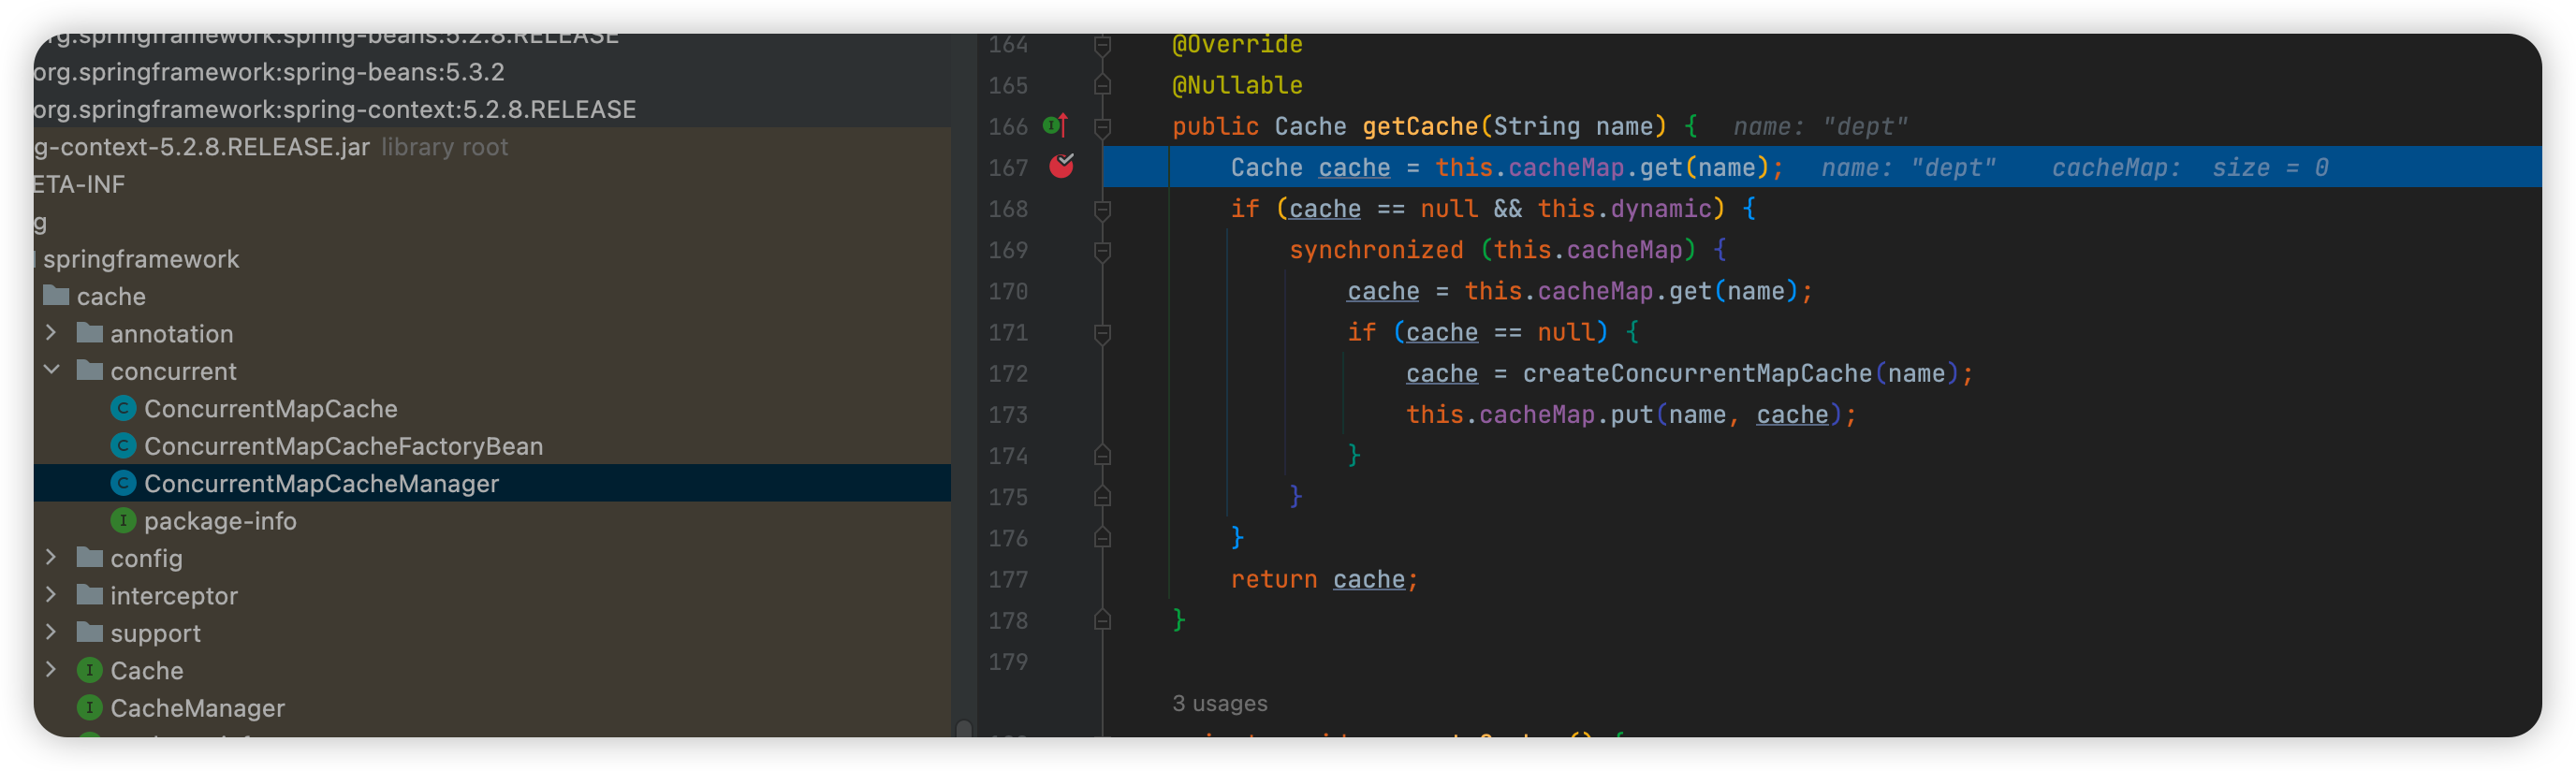 org.springframework:spring-beans:5.2.8.RELEASE
org.springframework:spring-beans:5.3.2
org.springframework:spring-context:5.2.8.RELEASE
g-context-5.2.8.RELEASE.jar library root
ETA-INF
g
springframework
cache
annotation
concurrent
ConcurrentMapCache
ConcurrentMapCacheFactoryBean
ConcurrentMapCacheManager
package-info
config
interceptor
support
Cache
CacheManager
164 @Override
165 @Nullable
166 public Cache getCache(String name) { name: "dept"
167 Cache cache = this.cacheMap.get(name); name: "dept" cacheMap: size = 0
168 if (cache == null && this.dynamic) {
169 synchronized (this.cacheMap) {
170 cache = this.cacheMap.get(name);
171 if (cache == null) {
172 cache = createConcurrentMapCache(name);
173 this.cacheMap.put(name, cache);
174 }
175 }
176 }
177 return cache;
178 }
179
3 usages